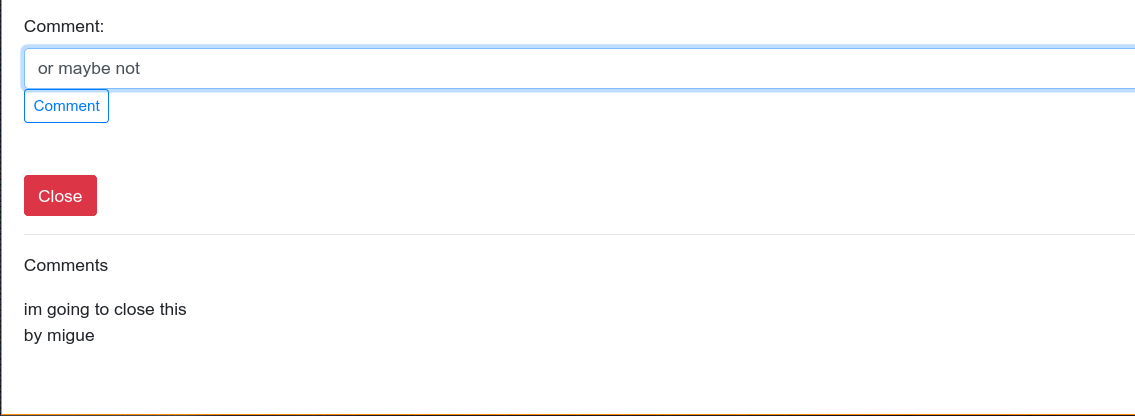 Comment:
or maybe not
Comment
Close
Comments
im going to close this
by migue